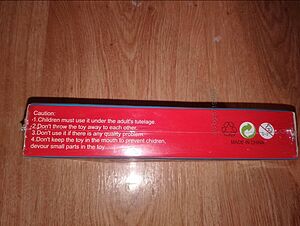 Caution:
1.Children must use it under the adult's tutelage.
2.Don't throw the toy away to each other.
3.Don't use it if there is any quality problem.
4.Don't keep the toy in the mouth to prevent chidren,
devour small parts in the toy.
MADE IN CHINA